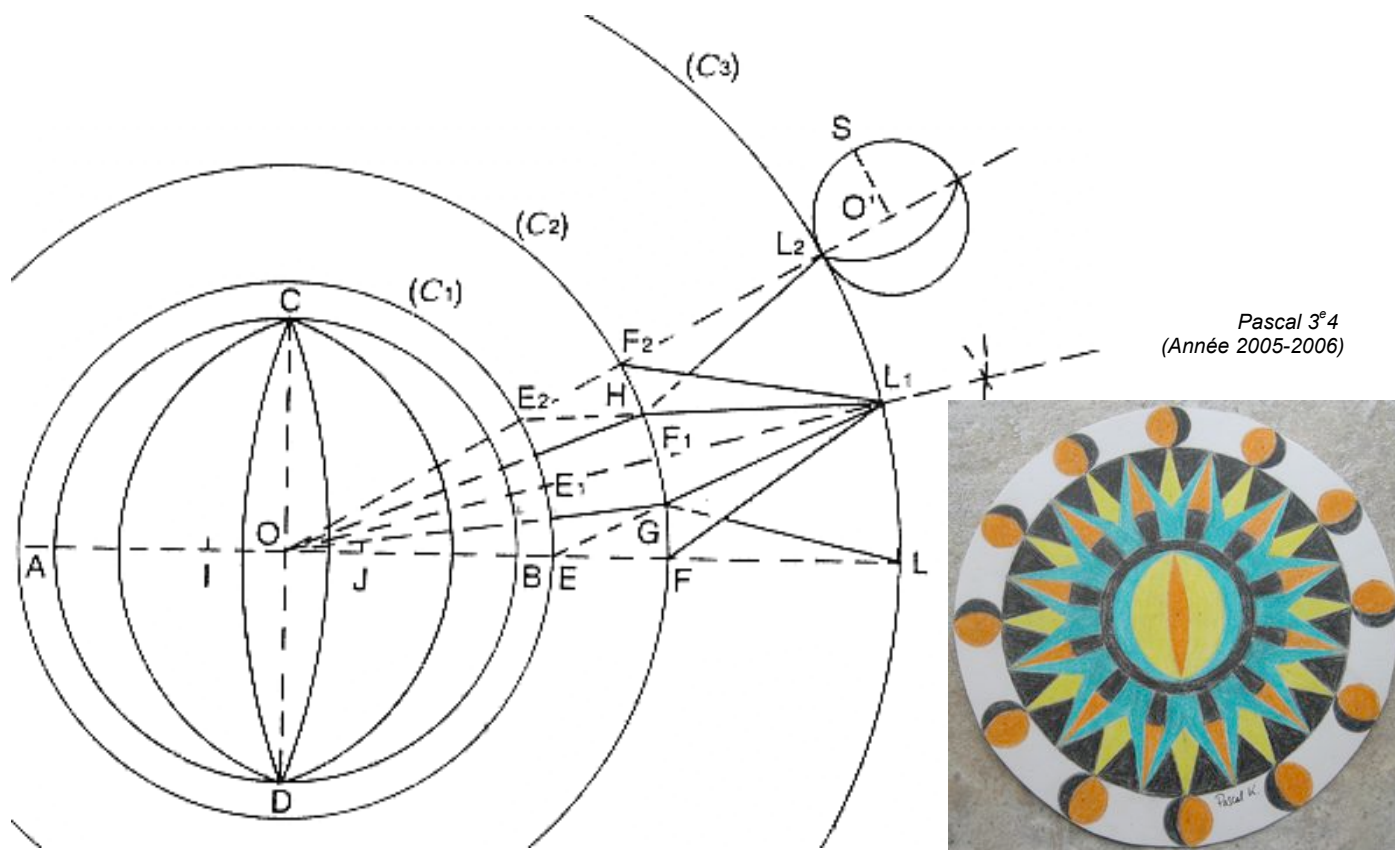 (C3)
S
O'
(C2)
L2
C
(C1)
Pascal 3e4
(Année 2005-2006)
F2
L1
E2
H
F1
E1
O
G
A
I
J
B
E
F
L
D
Pascal K.